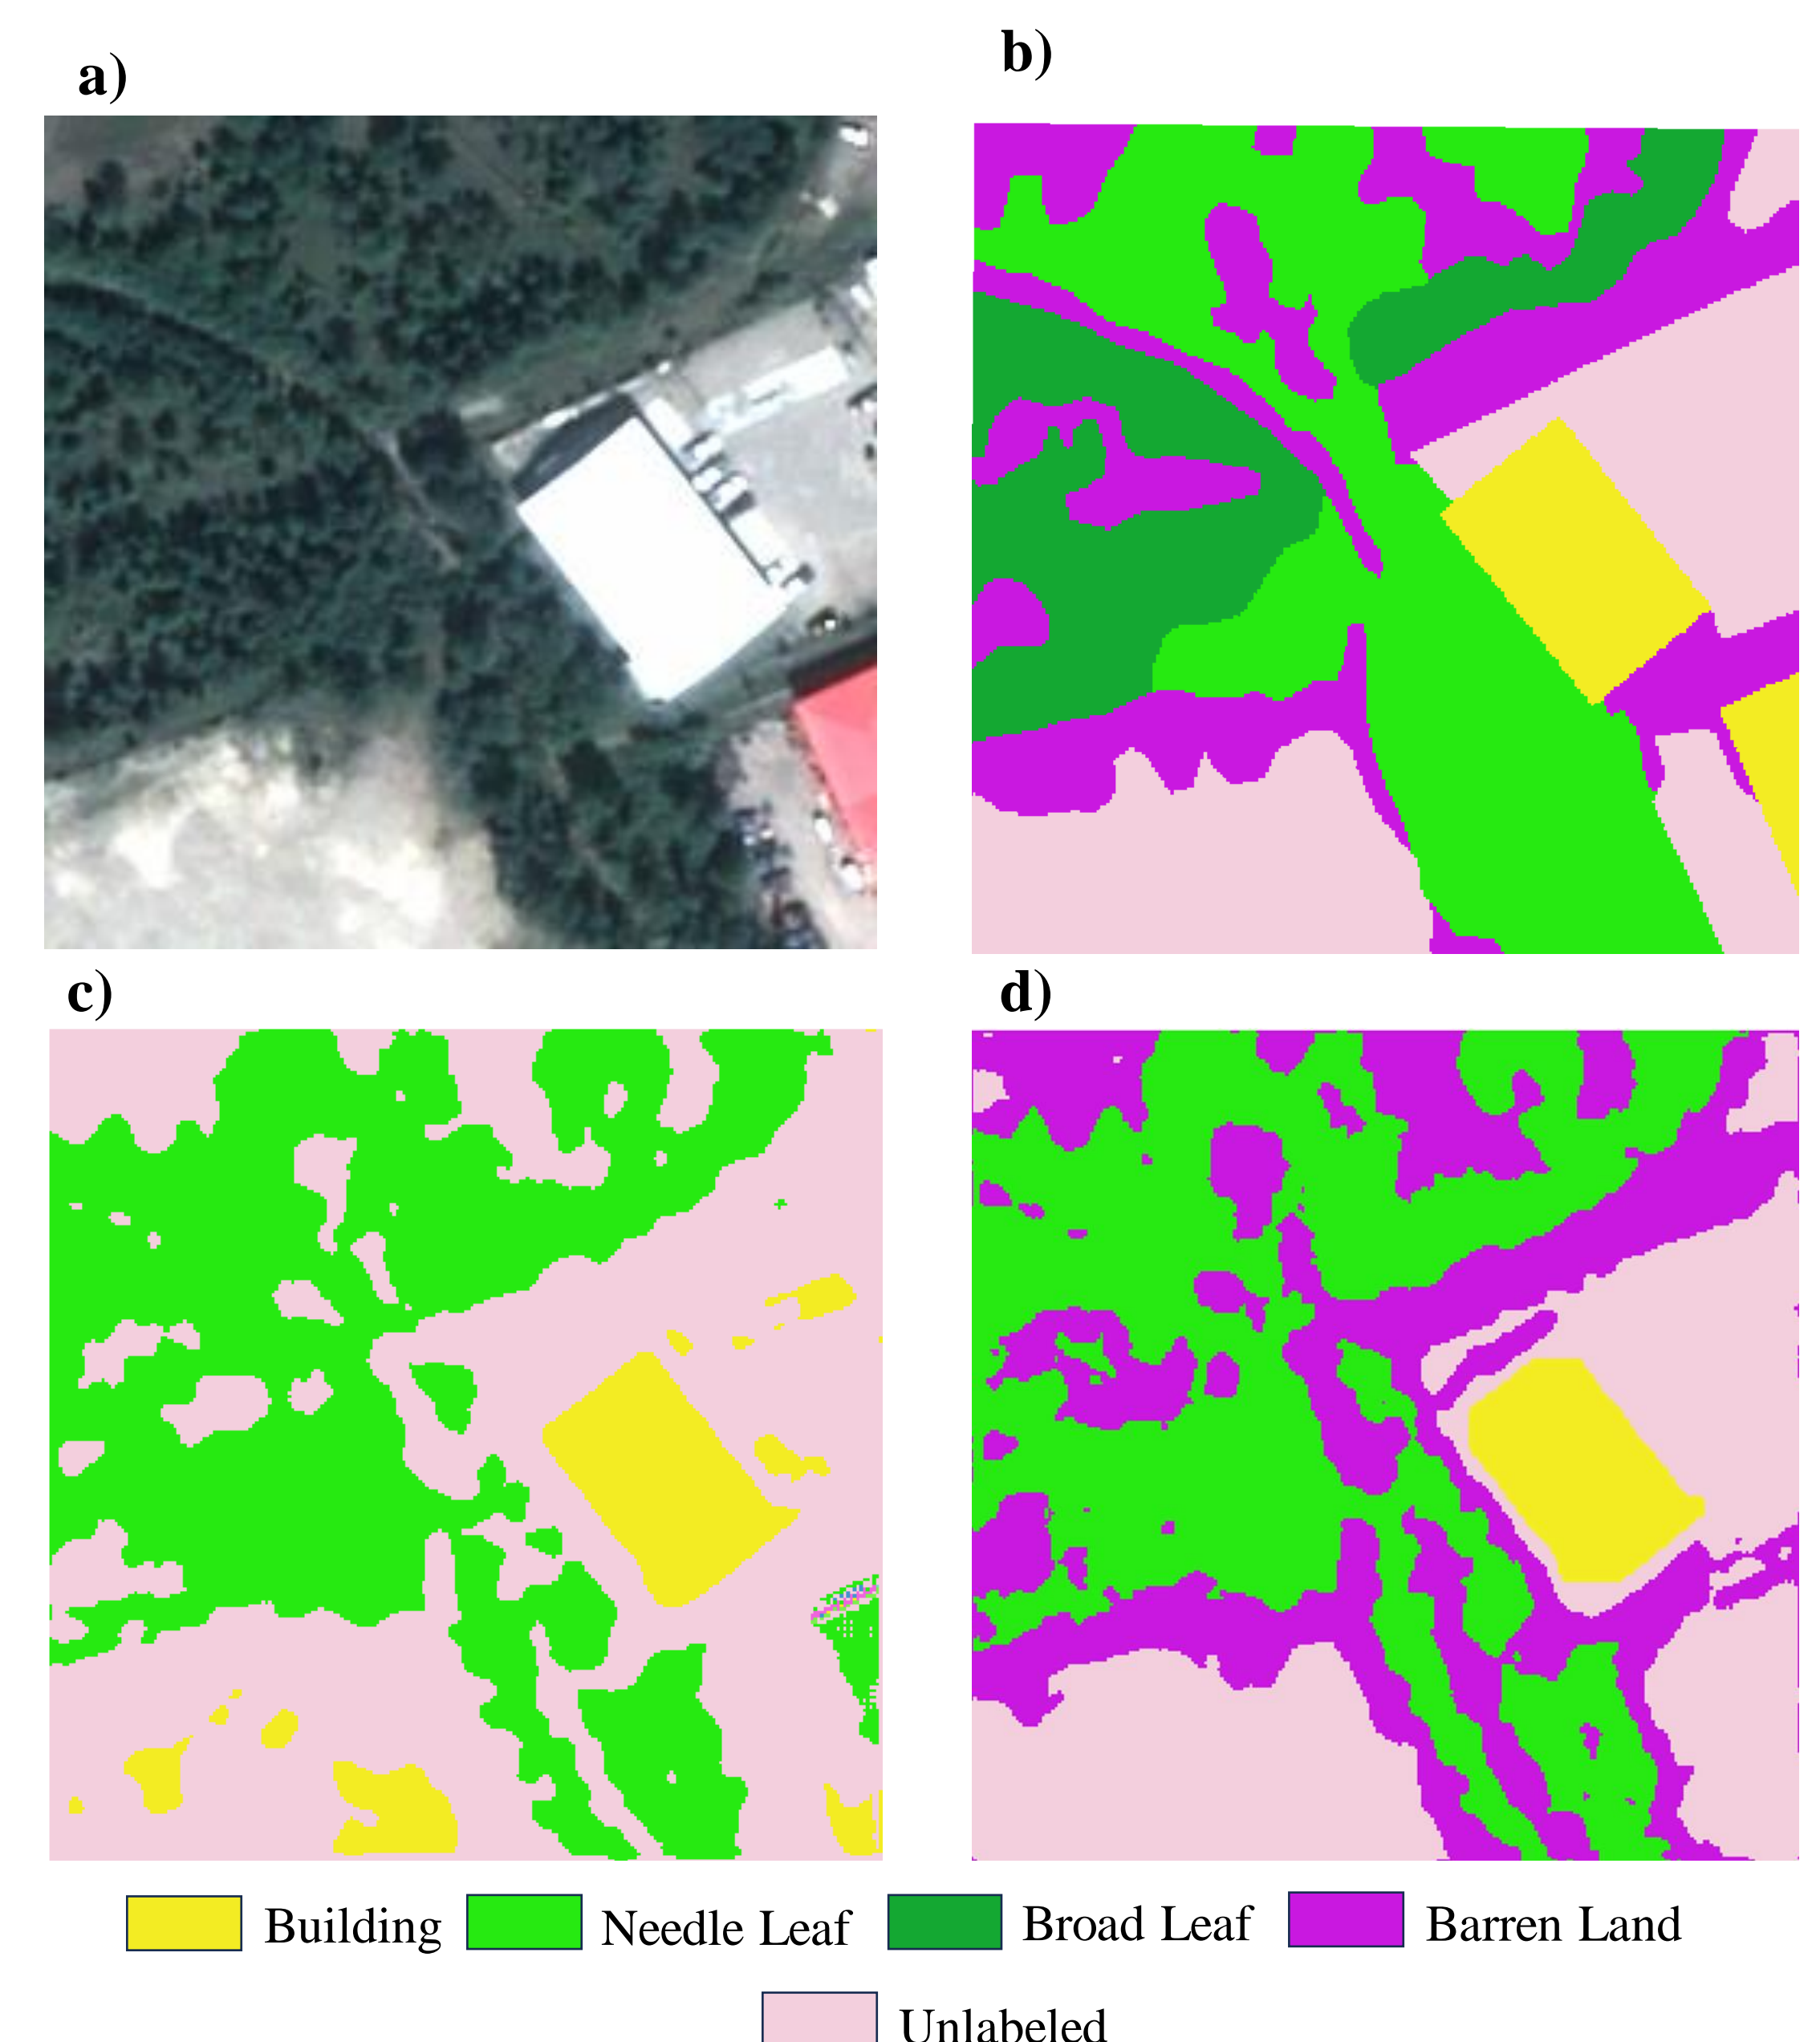 a)
b)
c)
d)
Building
Needle Leaf
Broad Leaf
Barren Land
Unlabeled